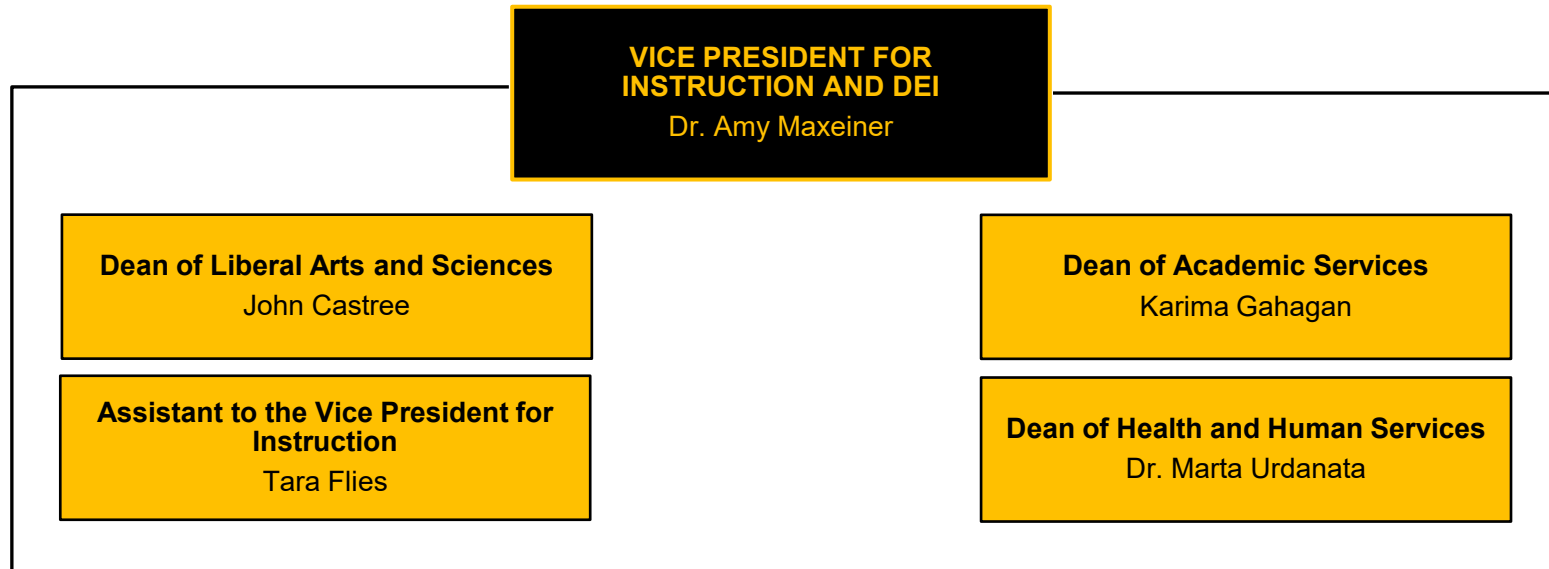 VICE PRESIDENT FOR
INSTRUCTION AND DEI
Dr. Amy Maxeiner
Dean of Liberal Arts and Sciences
John Castree
Dean of Academic Services
Karima Gahagan
Assistant to the Vice President for
Instruction
Tara Flies
Dean of Health and Human Services
Dr. Marta Urdanata